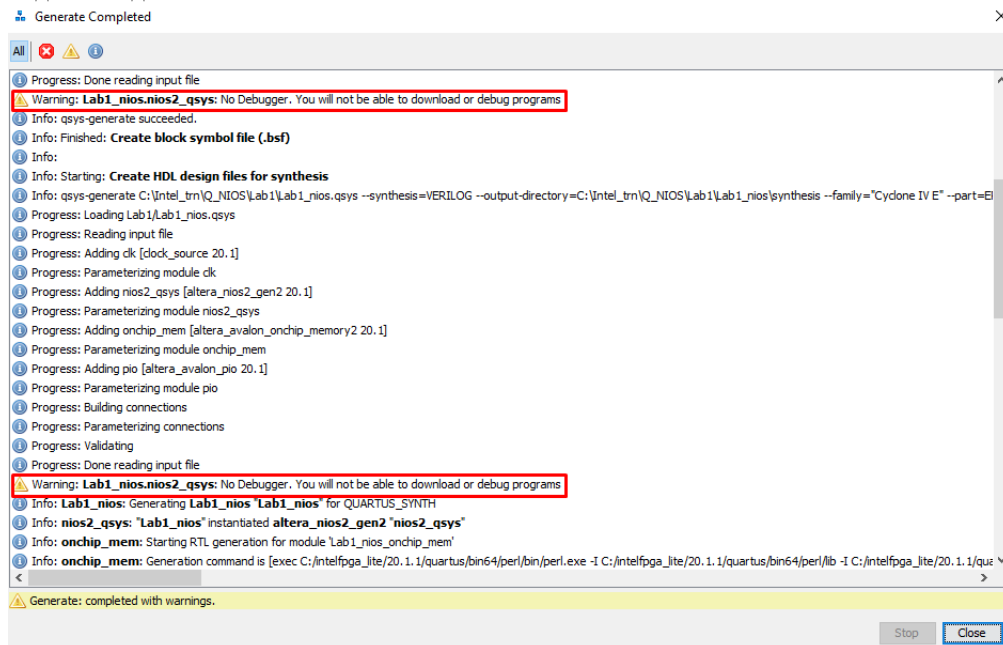 Generate Completed
All
Progress: Done reading input file
Warning: Lab1_nios.nios2_qsys: No Debugger. You will not be able to download or debug programs
Info: qsys-generate succeeded.
Info: Finished: Create block symbol file (.bsf)
Info:
Info: Starting: Create HDL design files for synthesis
Info: qsys-generate C:\Intel_trn\Q_NIOS\Lab1\Lab1_nios.qsys --synthesis=VERILOG --output-directory=C:\Intel_trn\Q_NIOS\Lab1\Lab1_nios\synthesis --family="Cyclone IV E" --part=
Progress: Loading Lab1/Lab1_nios.qsys
Progress: Reading input file
Progress: Adding clk [clock_source 20.1]
Progress: Parameterizing module clk
Progress: Adding nios2_qsys [altera_nios2_gen2 20.1]
Progress: Parameterizing module nios2_qsys
Progress: Adding onchip_mem [altera_avalon_onchip_memory2 20.1]
Progress: Parameterizing module onchip_mem
Progress: Adding pio [altera_avalon_pio 20.1]
Progress: Parameterizing module pio
Progress: Building connections
Progress: Parameterizing connections
Progress: Validating
Progress: Done reading input file
Warning: Lab1_nios.nios2_qsys: No Debugger. You will not be able to download or debug programs
Info: Lab1_nios: Generating Lab1_nios "Lab1_nios" for QUARTUS_SYNTH
Info: nios2_qsys: "Lab1_nios" instantiated altera_nios2_gen2 "nios2_qsys"
Info: onchip_mem: Starting RTL generation for module 'Lab1_nios_onchip_mem'
Info: onchip_mem: Generation command is [exec C:/intelfpga_lite/20.1.1/quartus/bin64/perl/bin/perl.exe -I C:/intelfpga_lite/20.1.1/quartus/bin64/perl/lib -I C:/intelfpga_lite/20.1.1/qua
Generate: completed with warnings.
Stop Close